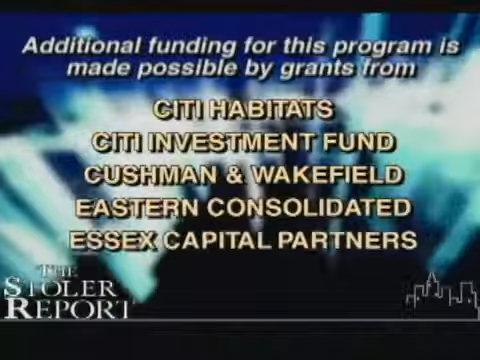 Additional funding for this program is
made possible by grants from
CITI HABITATS
CITI INVESTMENT FUND
CUSHMAN & WAKEFIELD
EASTERN CONSOLIDATED
ESSEX CAPITAL PARTNERS
THE
STOLER
REPORT